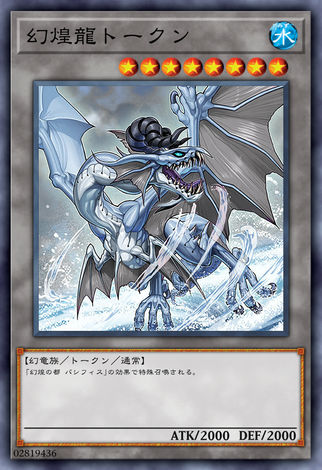 幻煌龍トークン
水
【幻竜族／トークン／通常】
「幻煌の都 パシフィス」の効果で特殊召喚される。
ATK/2000 DEF/2000
02819436